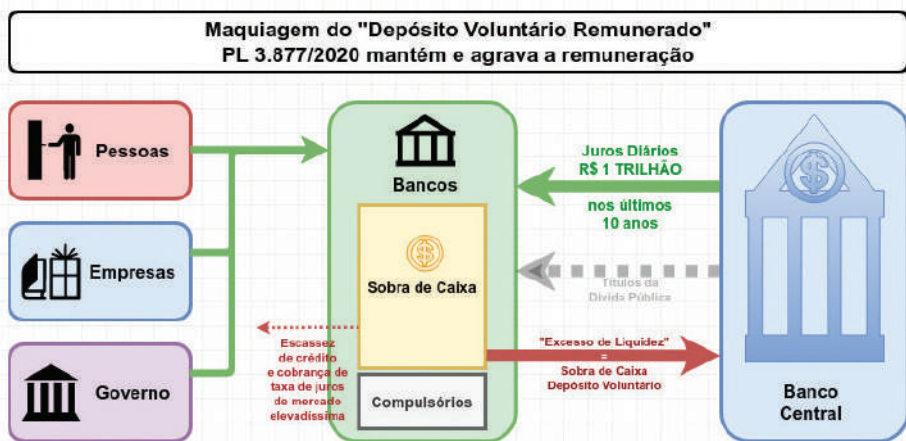 Maquiagem do "Depósito Voluntário Remunerado"
PL 3.877/2020 mantém e agrava a remuneração
Pessoas
Empresas
Governo
Bancos
Sobra de Caixa
Compulsórios
Escassez
de crédito
e cobrança de
taxa de juros
de mercado
elevadíssima
Juros Diários
R$ 1 TRILHÃO
nos últimos
10 anos
Títulos da
Dívida Pública
"Excesso de Liquidez"
=
Sobra de Caixa
Depósito Voluntário
Banco
Central